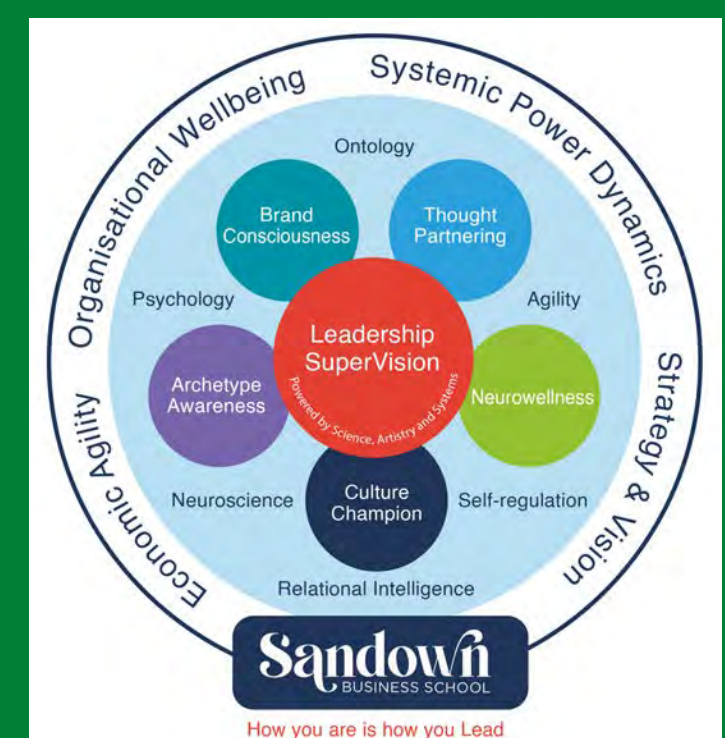 Organisational Wellbeing
Systemic Power Dynamics
Ontology
Brand
Consciousness
Thought
Partnering
Psychology
Agility
Leadership
SuperVision
Powered by Science, Artistry and Systems
Archetype
Awareness
Neurowellness
Economic Agility
Strategy & Vision
Neuroscience
Culture
Champion
Self-regulation
Relational Intelligence
Sandown
BUSINESS SCHOOL
How you are is how you Lead